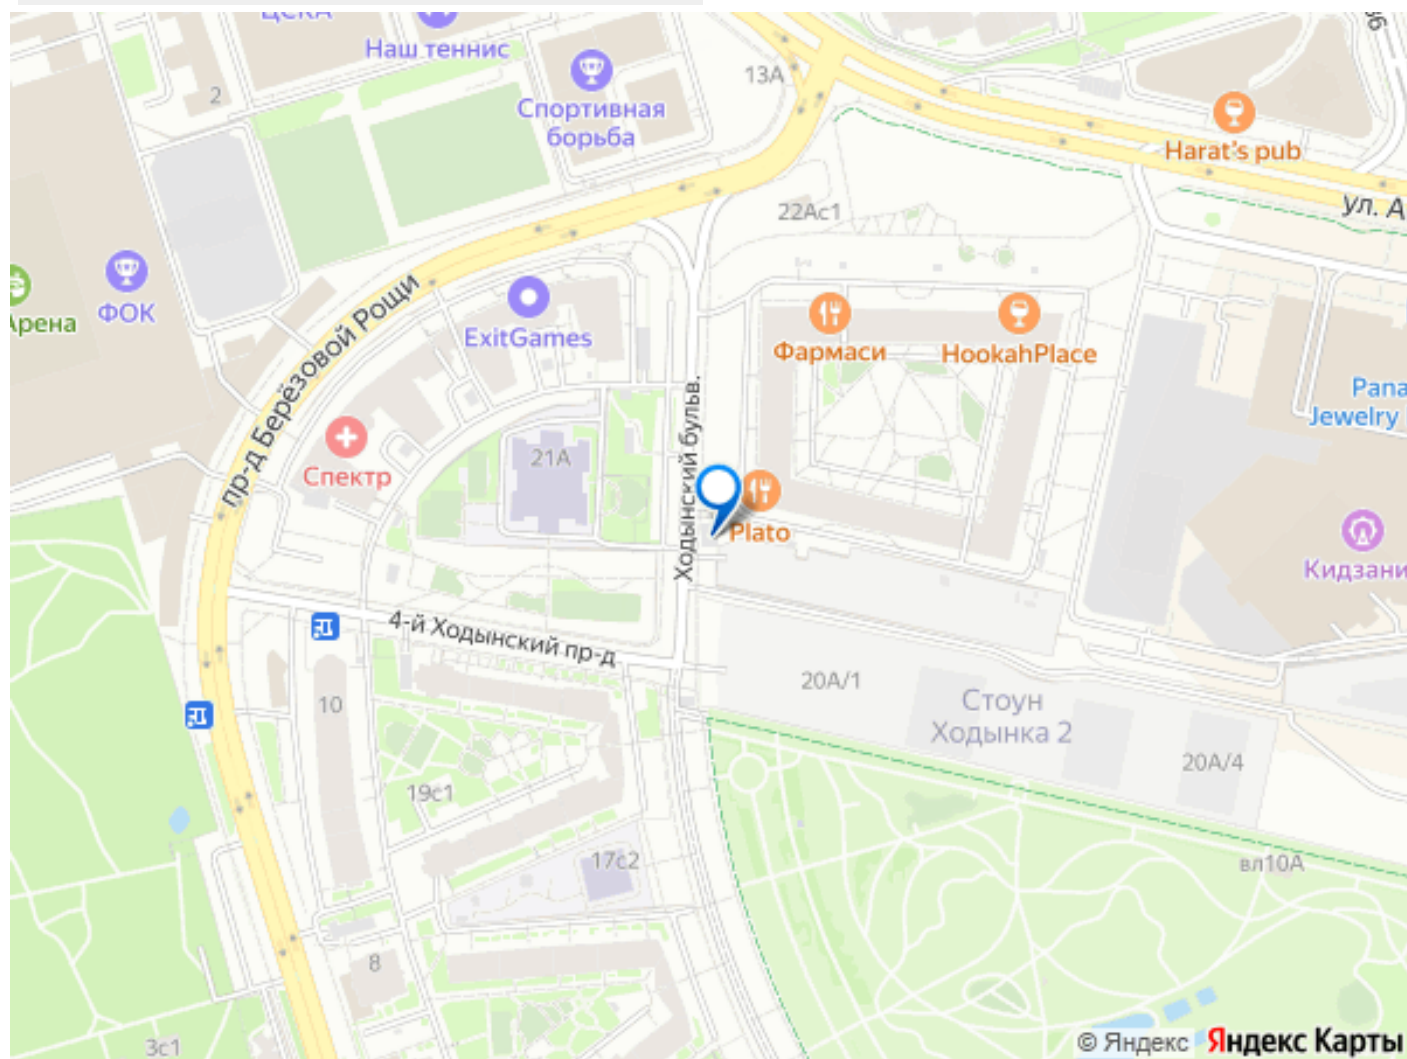 ЦСКА
Наш теннис
2
Спортивная
борьба
13А
Harat's pub
ул. А
22Ас1
Арена
ФОК
пр-д Берёзовой Рощи
ExitGames
Фармаси
HookahPlace
Pana
Jewelry
Ходынский бульв.
Спектр
21А
Plato
Кидзани
4-й Ходынский пр-д
10
20А/1
Стоун
Ходынка 2
20А/4
19с1
17с2
вл10А
8
3с1
© Яндекс Яндекс Карты